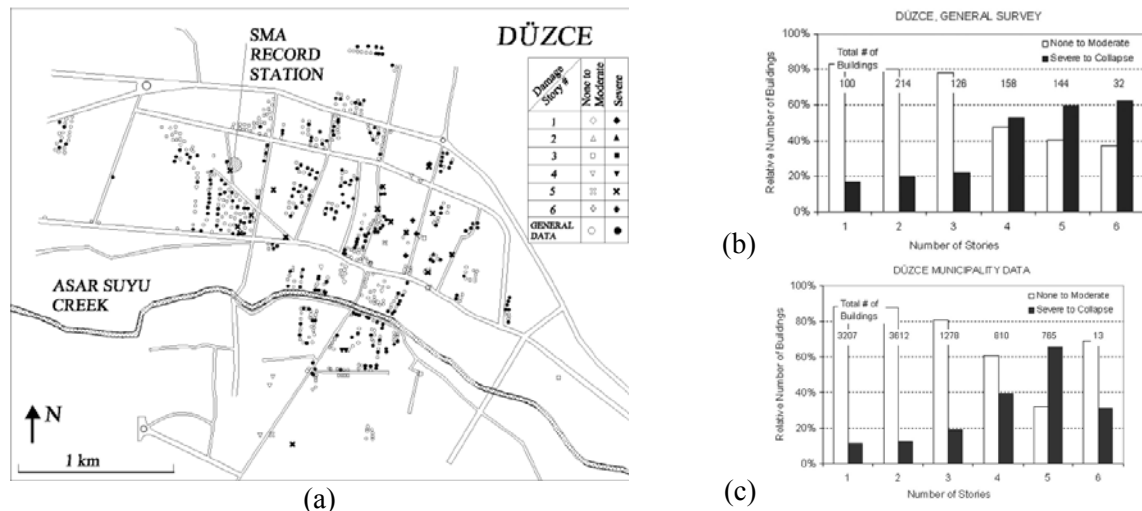 SMA
RECORD
STATION
DÜZCE
Damage
Story #
None to
Moderate
Severe
1
2
3
4
5
6
GENERAL
DATA
ASAR SUYU
CREEK
N
1 km
(a)
DÜZCE, GENERAL SURVEY
100%
80%
60%
40%
20%
0%
Relative Number of Buildings
Total # of
Buildings
None to Moderate
Severe to Collapse
100 214 126 158 144 32
1 2 3 4 5 6
Number of Stories
(b)
DÜZCE MUNICIPALITY DATA
100%
80%
60%
40%
20%
0%
Relative Number of Buildings
Total # of
Buildings
None to Moderate
Severe to Collapse
3207 3612 1278 810 765 13
1 2 3 4 5 6
Number of Stories
(c)